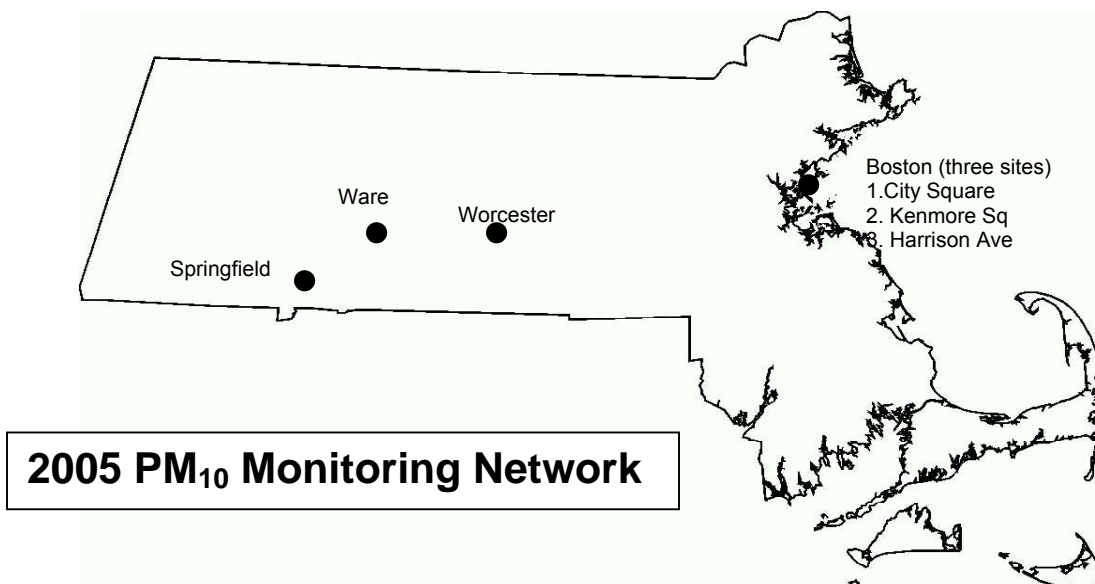 Boston (three sites)
1.City Square
2. Kenmore Sq
3. Harrison Ave
Ware
Worcester
Springfield
2005 PM₁₀ Monitoring Network